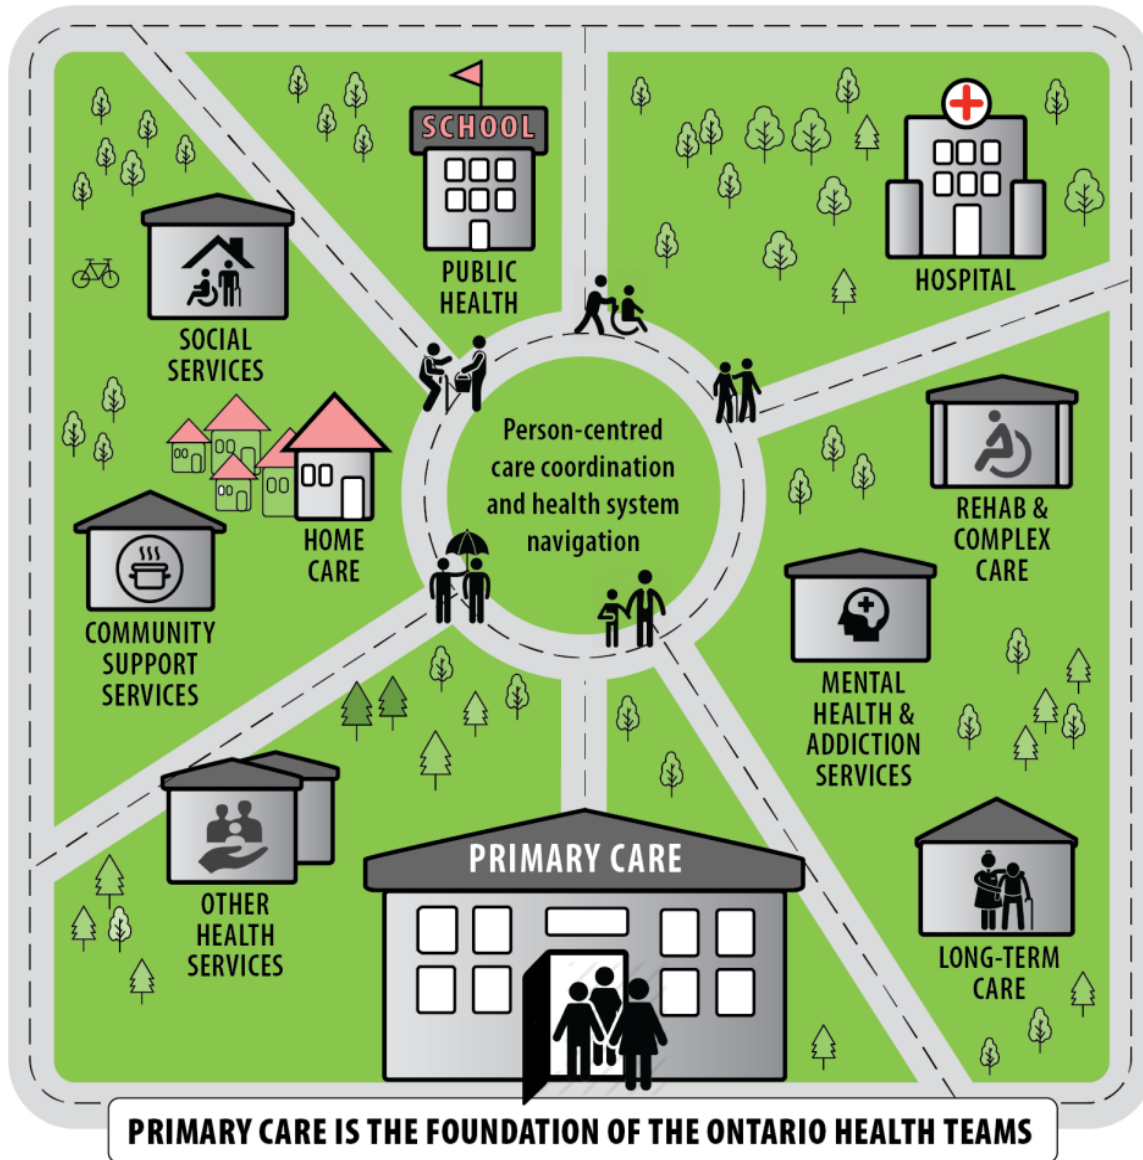 SCHOOL
PUBLIC
HEALTH
HOSPITAL
SOCIAL
SERVICES
Person-centred
care coordination
and health system
navigation
HOME
CARE
REHAB &
COMPLEX
CARE
COMMUNITY
SUPPORT
SERVICES
MENTAL
HEALTH &
ADDICTION
SERVICES
PRIMARY CARE
OTHER
HEALTH
SERVICES
LONG-TERM
CARE
PRIMARY CARE IS THE FOUNDATION OF THE ONTARIO HEALTH TEAMS